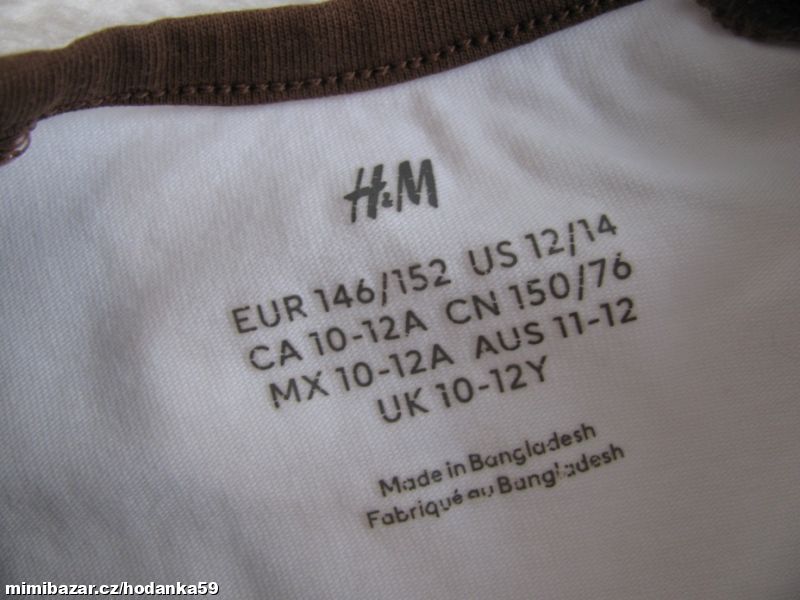 H&M
EUR 146/152 US 12/14
CA 10-12A CN 150/76
MX 10-12A AUS 11-12
UK 10-12Y
Made in Bangladesh
Fabriqué au Bangladesh
mimibazar.cz/hodanka59